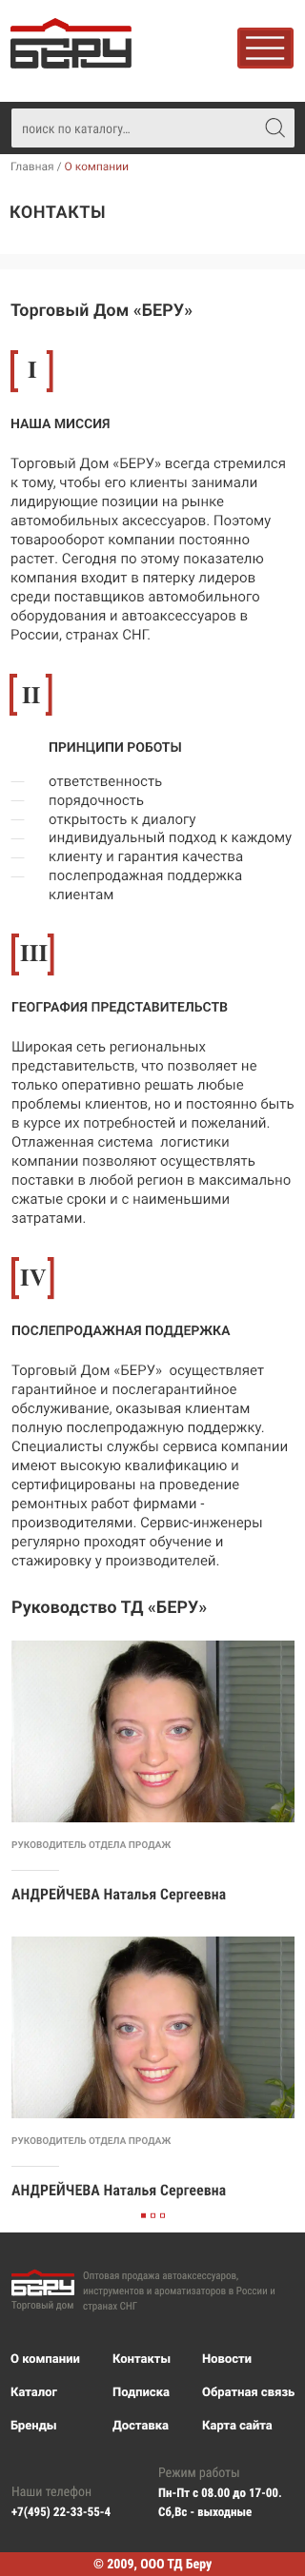 БЕРУ
поиск по каталогу...
Главная / О компании
КОНТАКТЫ
Торговый Дом «БЕРУ»
I
НАША МИССИЯ
Торговый Дом «БЕРУ» всегда стремился
к тому, чтобы его клиенты занимали
лидирующие позиции на рынке
автомобильных аксессуаров. Поэтому
товарооборот компании постоянно
растет. Сегодня по этому показателю
компания входит в пятерку лидеров
среди поставщиков автомобильного
оборудования и автоаксессуаров в
России, странах СНГ.
II
ПРИНЦИПИ РОБОТЫ
ответственность
порядочность
открытость к диалогу
индивидуальный подход к каждому
клиенту и гарантия качества
послепродажная поддержка
клиентам
III
ГЕОГРАФИЯ ПРЕДСТАВИТЕЛЬСТВ
Широкая сеть региональных
представительств, что позволяет не
только оперативно решать любые
проблемы клиентов, но и постоянно быть
в курсе их потребностей и пожеланий.
Отлаженная система логистики
компании позволяют осуществлять
поставки в любой регион в максимально
сжатые сроки и с наименьшими
затратами.
IV
ПОСЛЕПРОДАЖНАЯ ПОДДЕРЖКА
Торговый Дом «БЕРУ» осуществляет
гарантийное и послегарантийное
обслуживание, оказывая клиентам
полную послепродажную поддержку.
Специалисты службы сервиса компании
имеют высокую квалификацию и
сертифицированы на проведение
ремонтных работ фирмами -
производителями. Сервис-инженеры
регулярно проходят обучение и
стажировку у производителей.
Руководство ТД «БЕРУ»
РУКОВОДИТЕЛЬ ОТДЕЛА ПРОДАЖ
АНДРЕЙЧЕВА Наталья Сергеевна
РУКОВОДИТЕЛЬ ОТДЕЛА ПРОДАЖ
АНДРЕЙЧЕВА Наталья Сергеевна
БЕРУ
Торговый дом
Оптовая продажа автоаксессуаров,
инструментов и ароматизаторов в России и
странах СНГ
О компании Контакты Новости
Каталог Подписка Обратная связь
Бренды Доставка Карта сайта
Наши телефон
+7(495) 22-33-55-4
Режим работы
Пн-Пт с 08.00 до 17-00.
Сб,Вс - выходные
© 2009, ООО ТД Беру